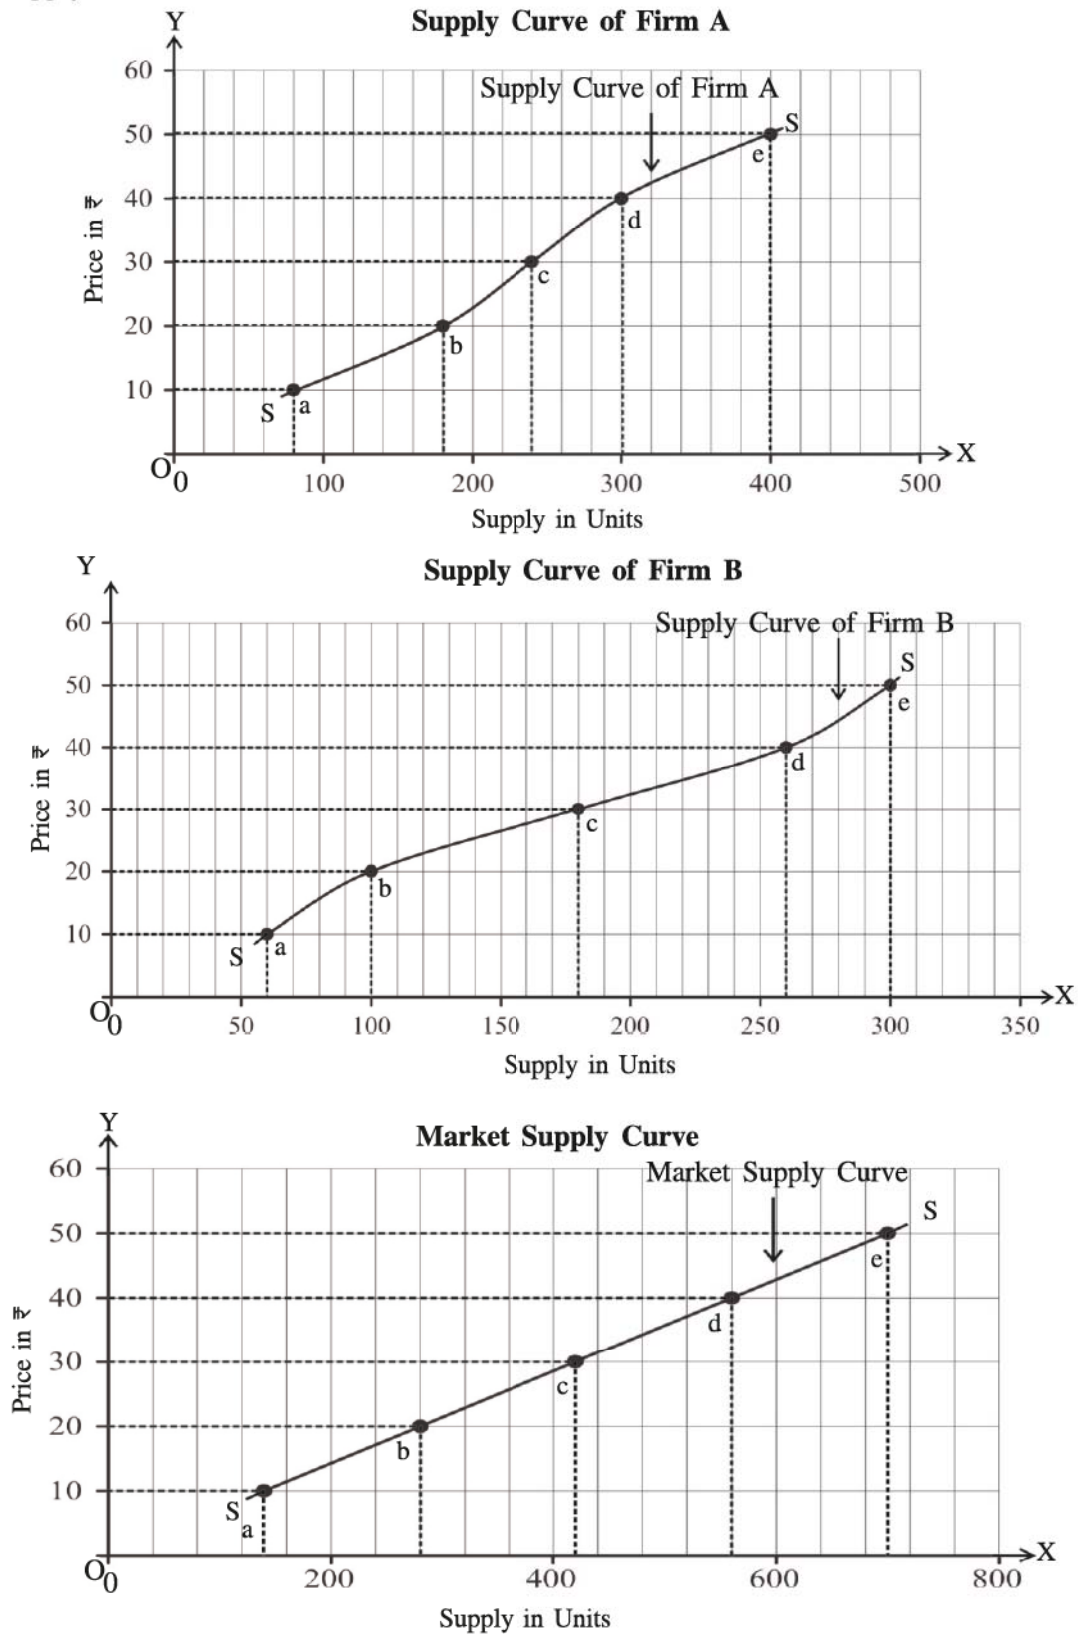 Y
Supply Curve of Firm A
60
Supply Curve of Firm A
50
S
e
40
d
Price in ₹
30
c
20
b
10
S a
O
0 100 200 300 400 500
X
Supply in Units
Y
Supply Curve of Firm B
60
Supply Curve of Firm B
S
50
e
40
d
Price in ₹
30
c
20
b
10
S a
O
0 50 100 150 200 250 300 350
X
Supply in Units
Y
Market Supply Curve
60
Market Supply Curve
S
50
e
40
d
Price in ₹
30
c
20
b
10
S
a
O
0 200 400 600 800
X
Supply in Units